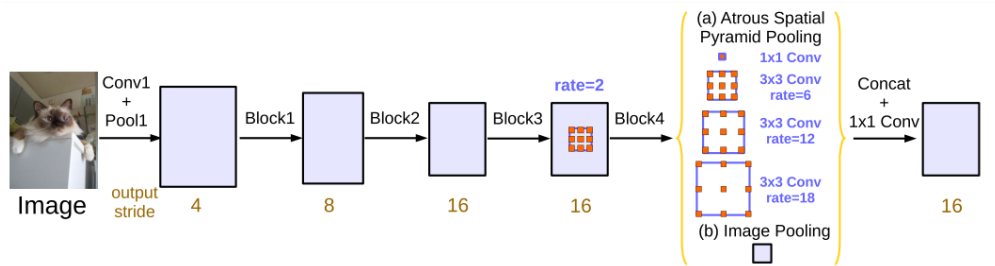 (a) Atrous Spatial
Pyramid Pooling
1x1 Conv
3x3 Conv
rate=6
3x3 Conv
rate=12
3x3 Conv
rate=18
(b) Image Pooling
Conv1
+
Pool1
Block1
Block2
Block3
rate=2
Block4
Concat
+
1x1 Conv
Image
output
stride
4
8
16
16
16